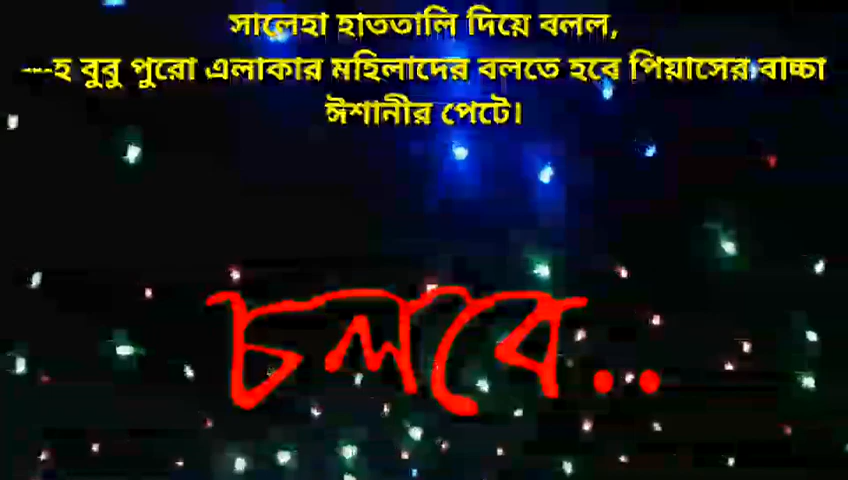 সালেহা হাততালি দিয়ে বলল,
---হ বুবু পুরো এলাকার মহিলাদের বলতে হবে পিয়াসের বাচ্চা
ঈশানীর পেটে।
চলবে..